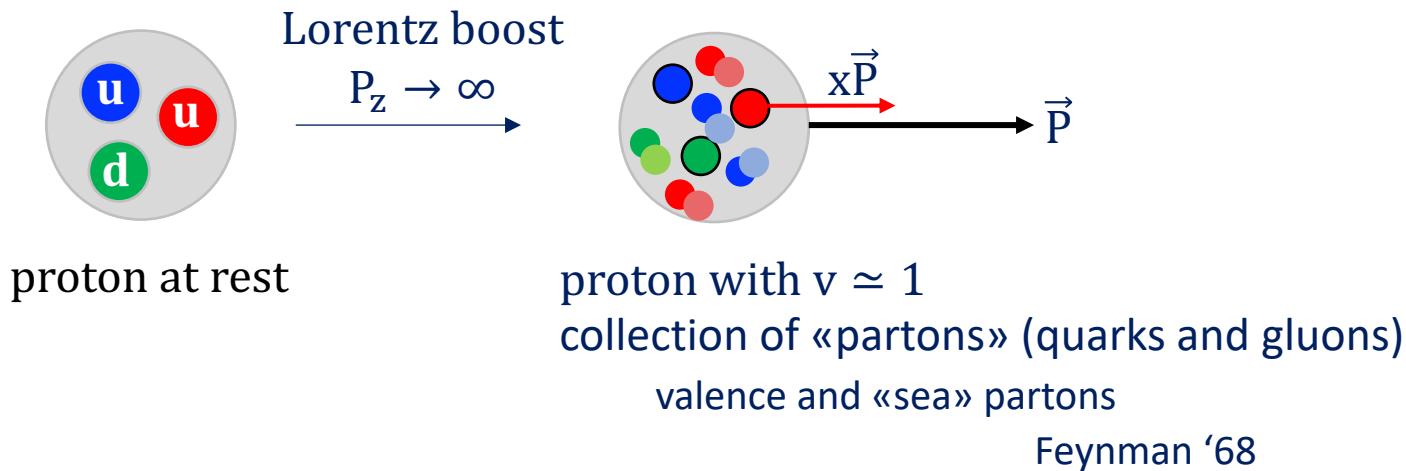 Lorentz boost
P_z → ∞
u
u
d
xP⃗
P⃗
proton at rest
proton with v ≃ 1
collection of «partons» (quarks and gluons)
valence and «sea» partons
Feynman ‘68